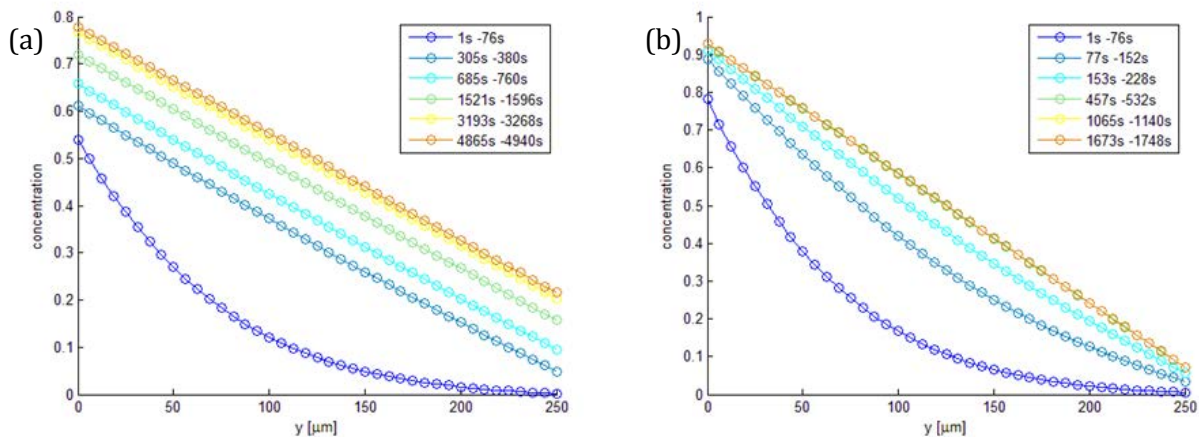 (a)
0.8
0.7
0.6
0.5
0.4
0.3
0.2
0.1
0
concentration
0 50 100 150 200 250
y [μm]
1s -76s
305s -380s
685s -760s
1521s -1596s
3193s -3268s
4865s -4940s
(b)
1
0.9
0.8
0.7
0.6
0.5
0.4
0.3
0.2
0.1
0
concentration
0 50 100 150 200 250
y [μm]
1s -76s
77s -152s
153s -228s
457s -532s
1065s -1140s
1673s -1748s